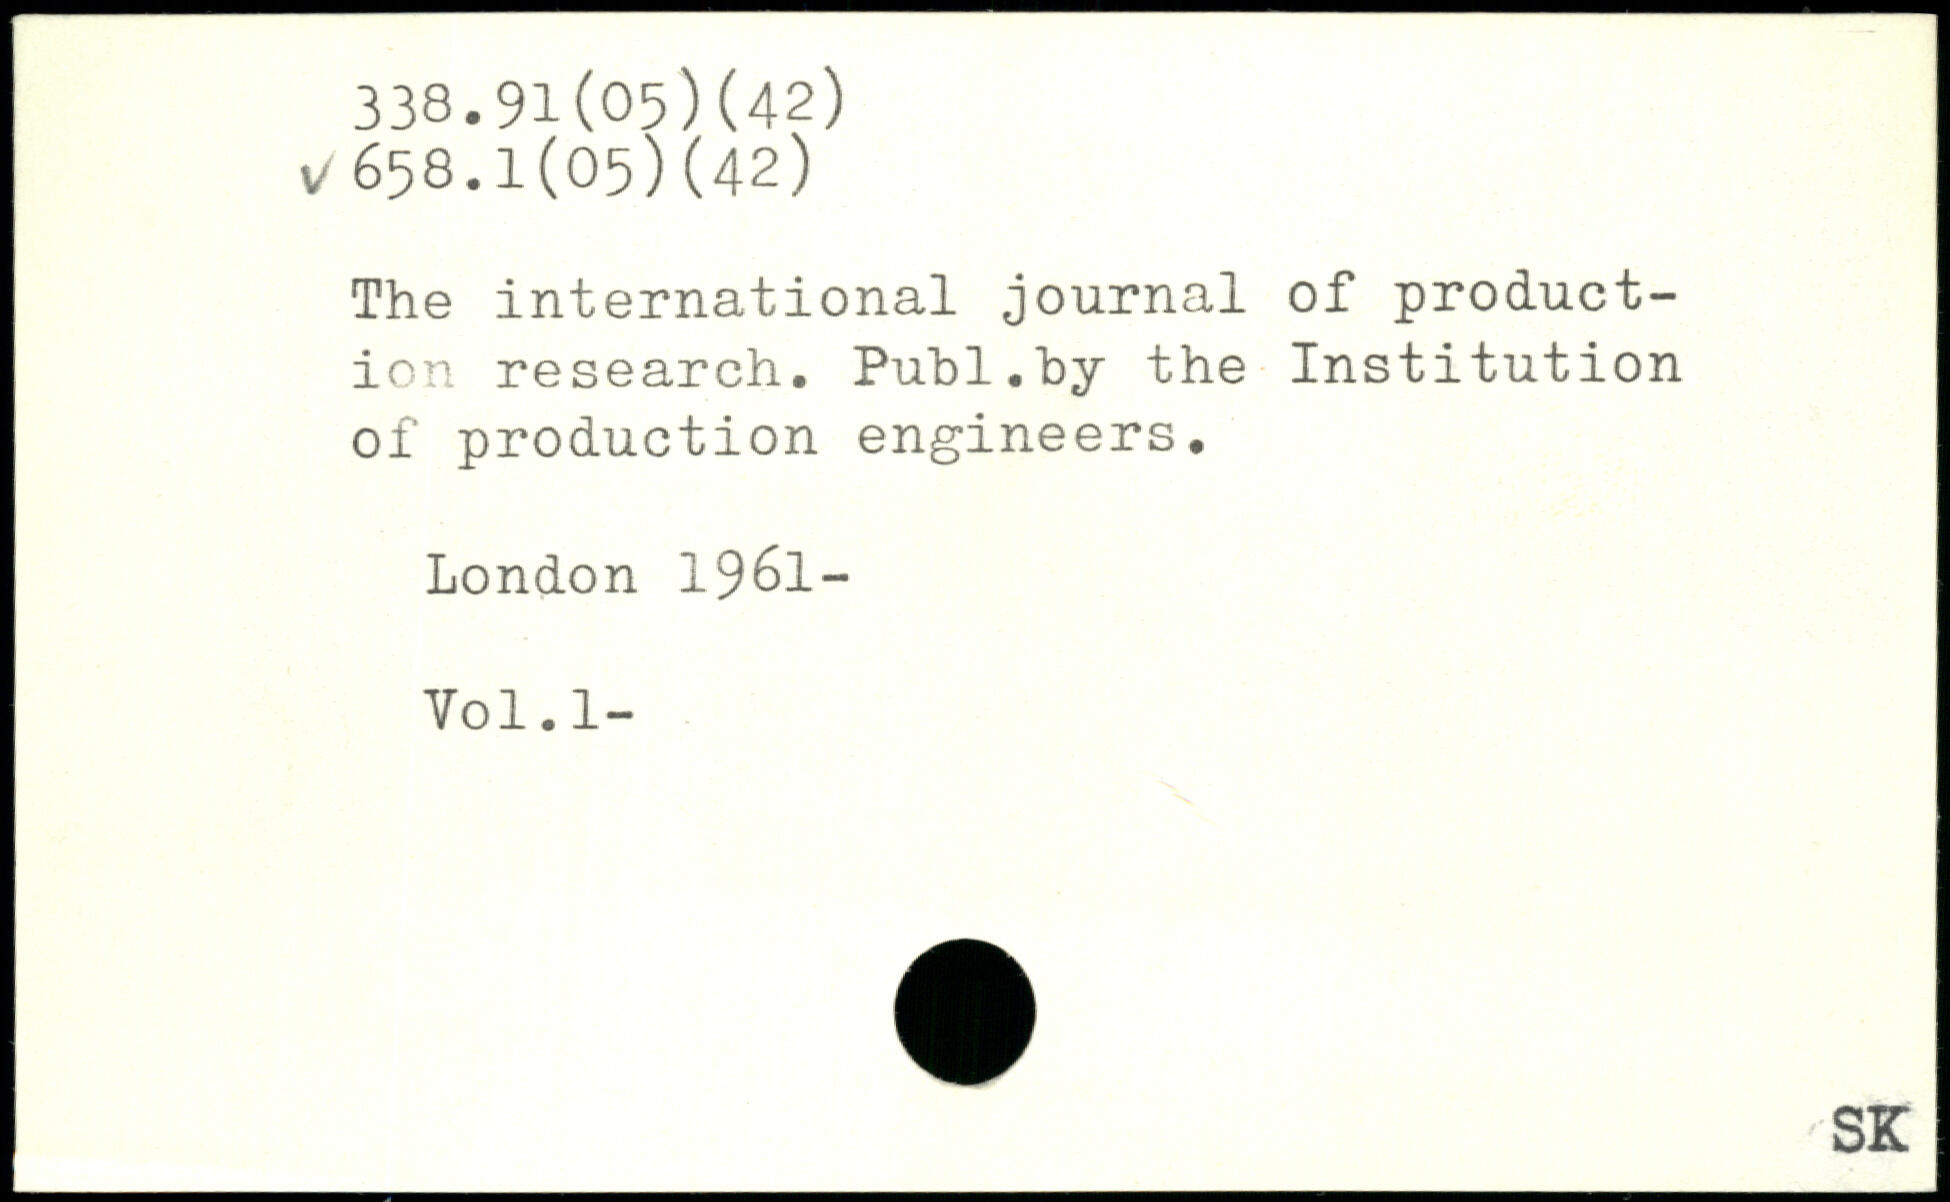 338.91(05)(42)
✓ 658.1(05)(42)
The international journal of product-
ion research. Publ.by the Institution
of production engineers.
London 1961-
Vol.1-
SK